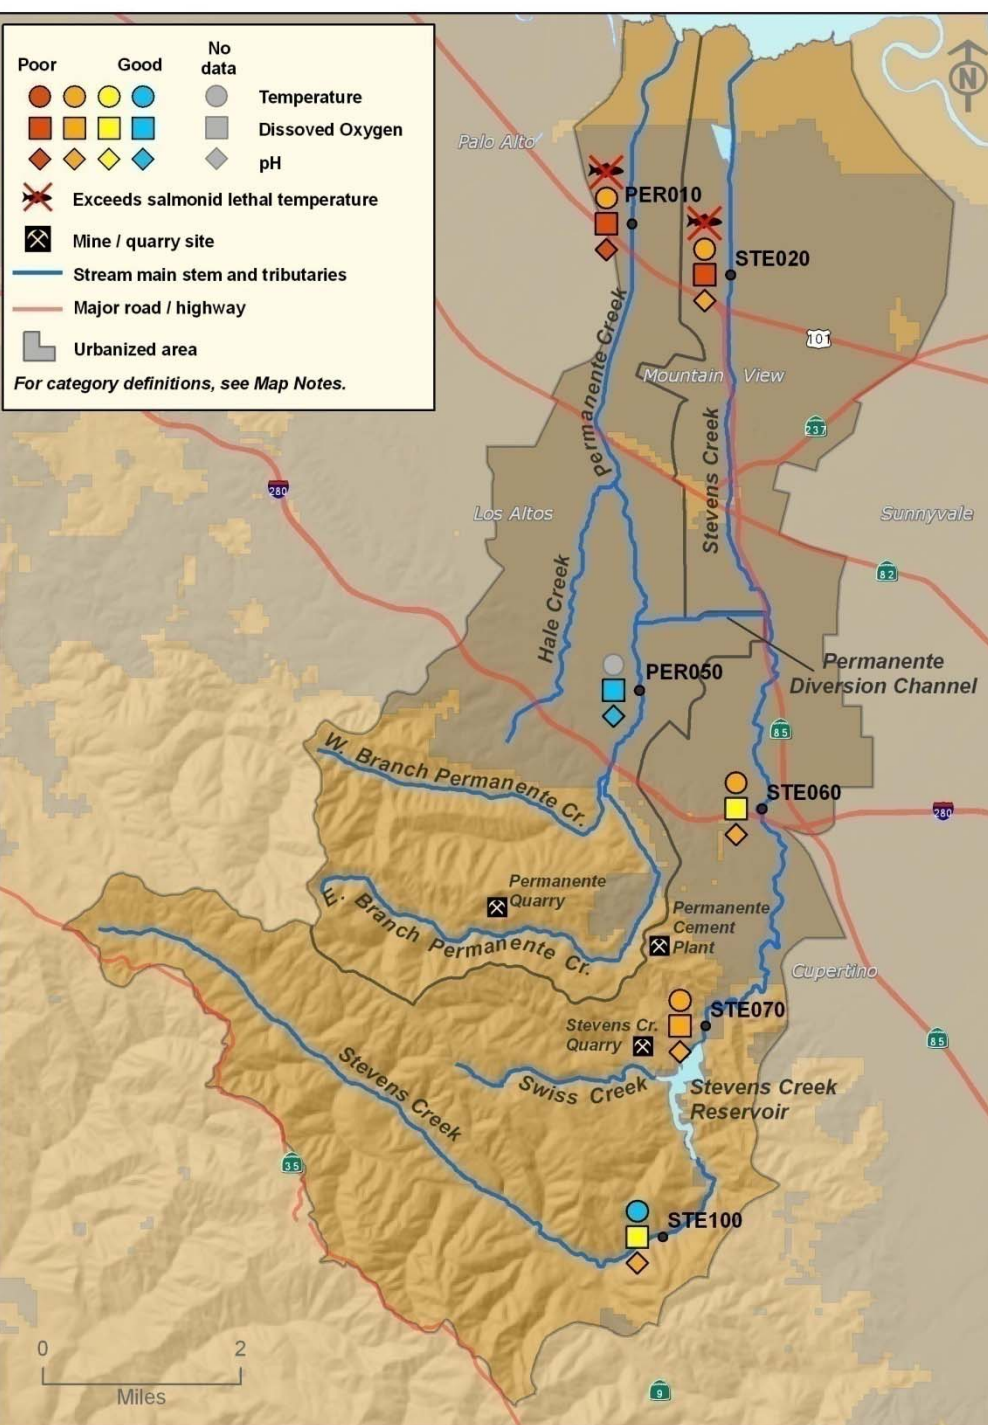 Poor
Good
No
data
Temperature
Dissoved Oxygen
pH
Exceeds salmonid lethal temperature
Mine / quarry site
Stream main stem and tributaries
Major road / highway
Urbanized area
For category definitions, see Map Notes.
N
Palo Alto
PER010
STE020
101
Permanente Creek
Mountain View
237
Stevens Creek
280
Los Altos
Sunnyvale
82
Hale Creek
PER050
Permanente
Diversion Channel
85
W. Branch Permanente Cr.
STE060
280
Permanente
Quarry
E. Branch Permanente Cr.
Permanente
Cement
Plant
Cupertino
STE070
Stevens Cr.
Quarry
85
Swiss Creek
Stevens Creek
Reservoir
Stevens Creek
35
STE100
0
2
Miles
9